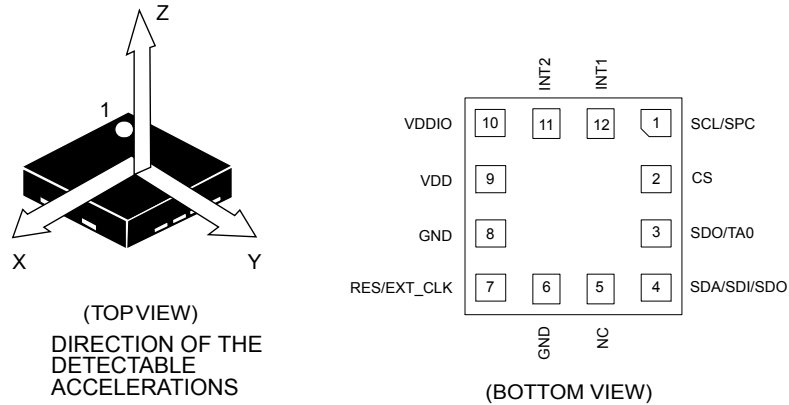 Z
1
X
Y
(TOP VIEW)
DIRECTION OF THE
DETECTABLE
ACCELERATIONS
INT2
INT1
VDDIO
10
11
12
1
SCL/SPC
VDD
9
2
CS
GND
8
3
SDO/TA0
RES/EXT_CLK
7
6
5
4
SDA/SDI/SDO
GND
NC
(BOTTOM VIEW)